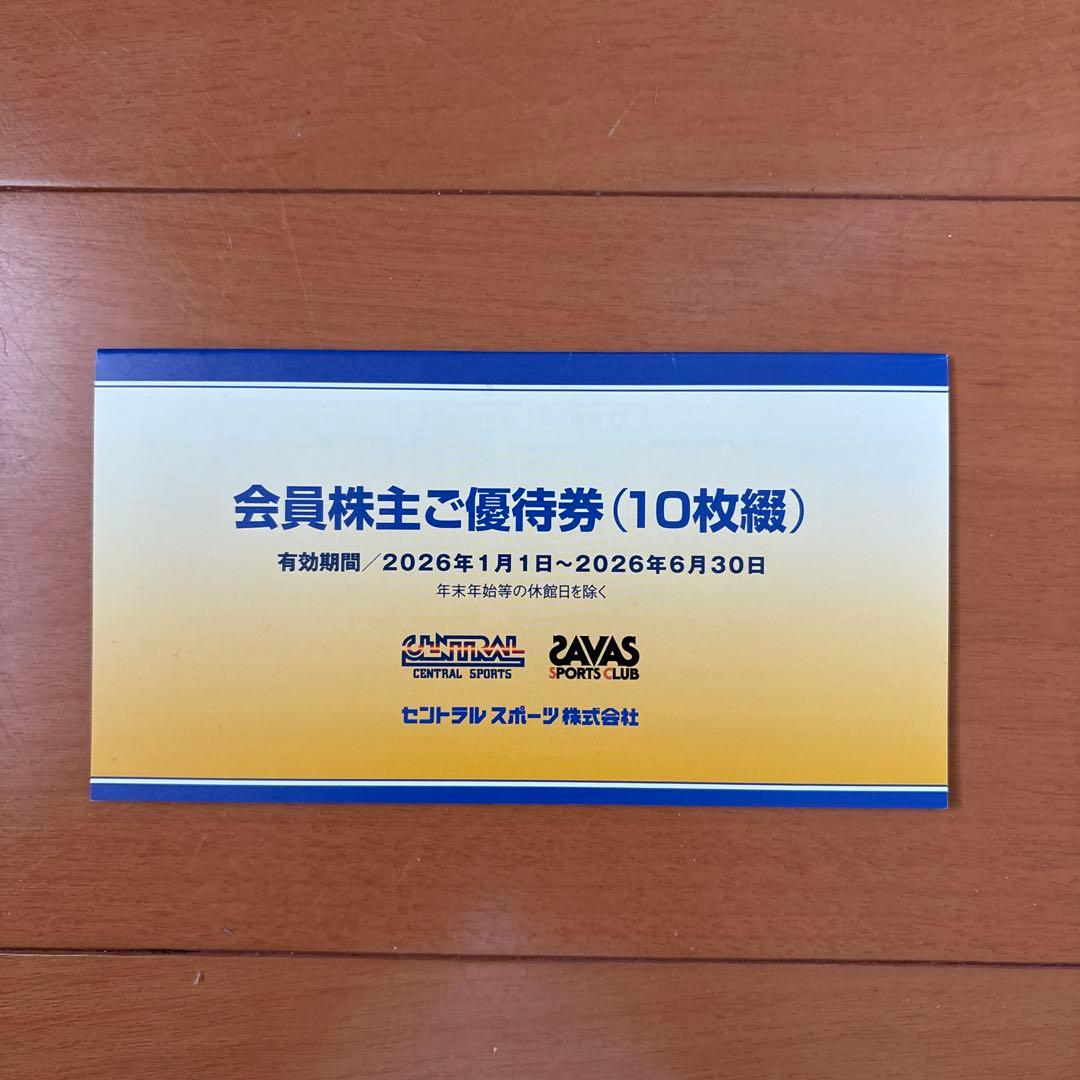 会員株主ご優待券(10枚綴)
有効期間/2026年1月1日〜2026年6月30日
年末年始等の休館日を除く
CENTRAL SAVAS
CENTRAL SPORTS SPORTS CLUB
セントラルスポーツ株式会社